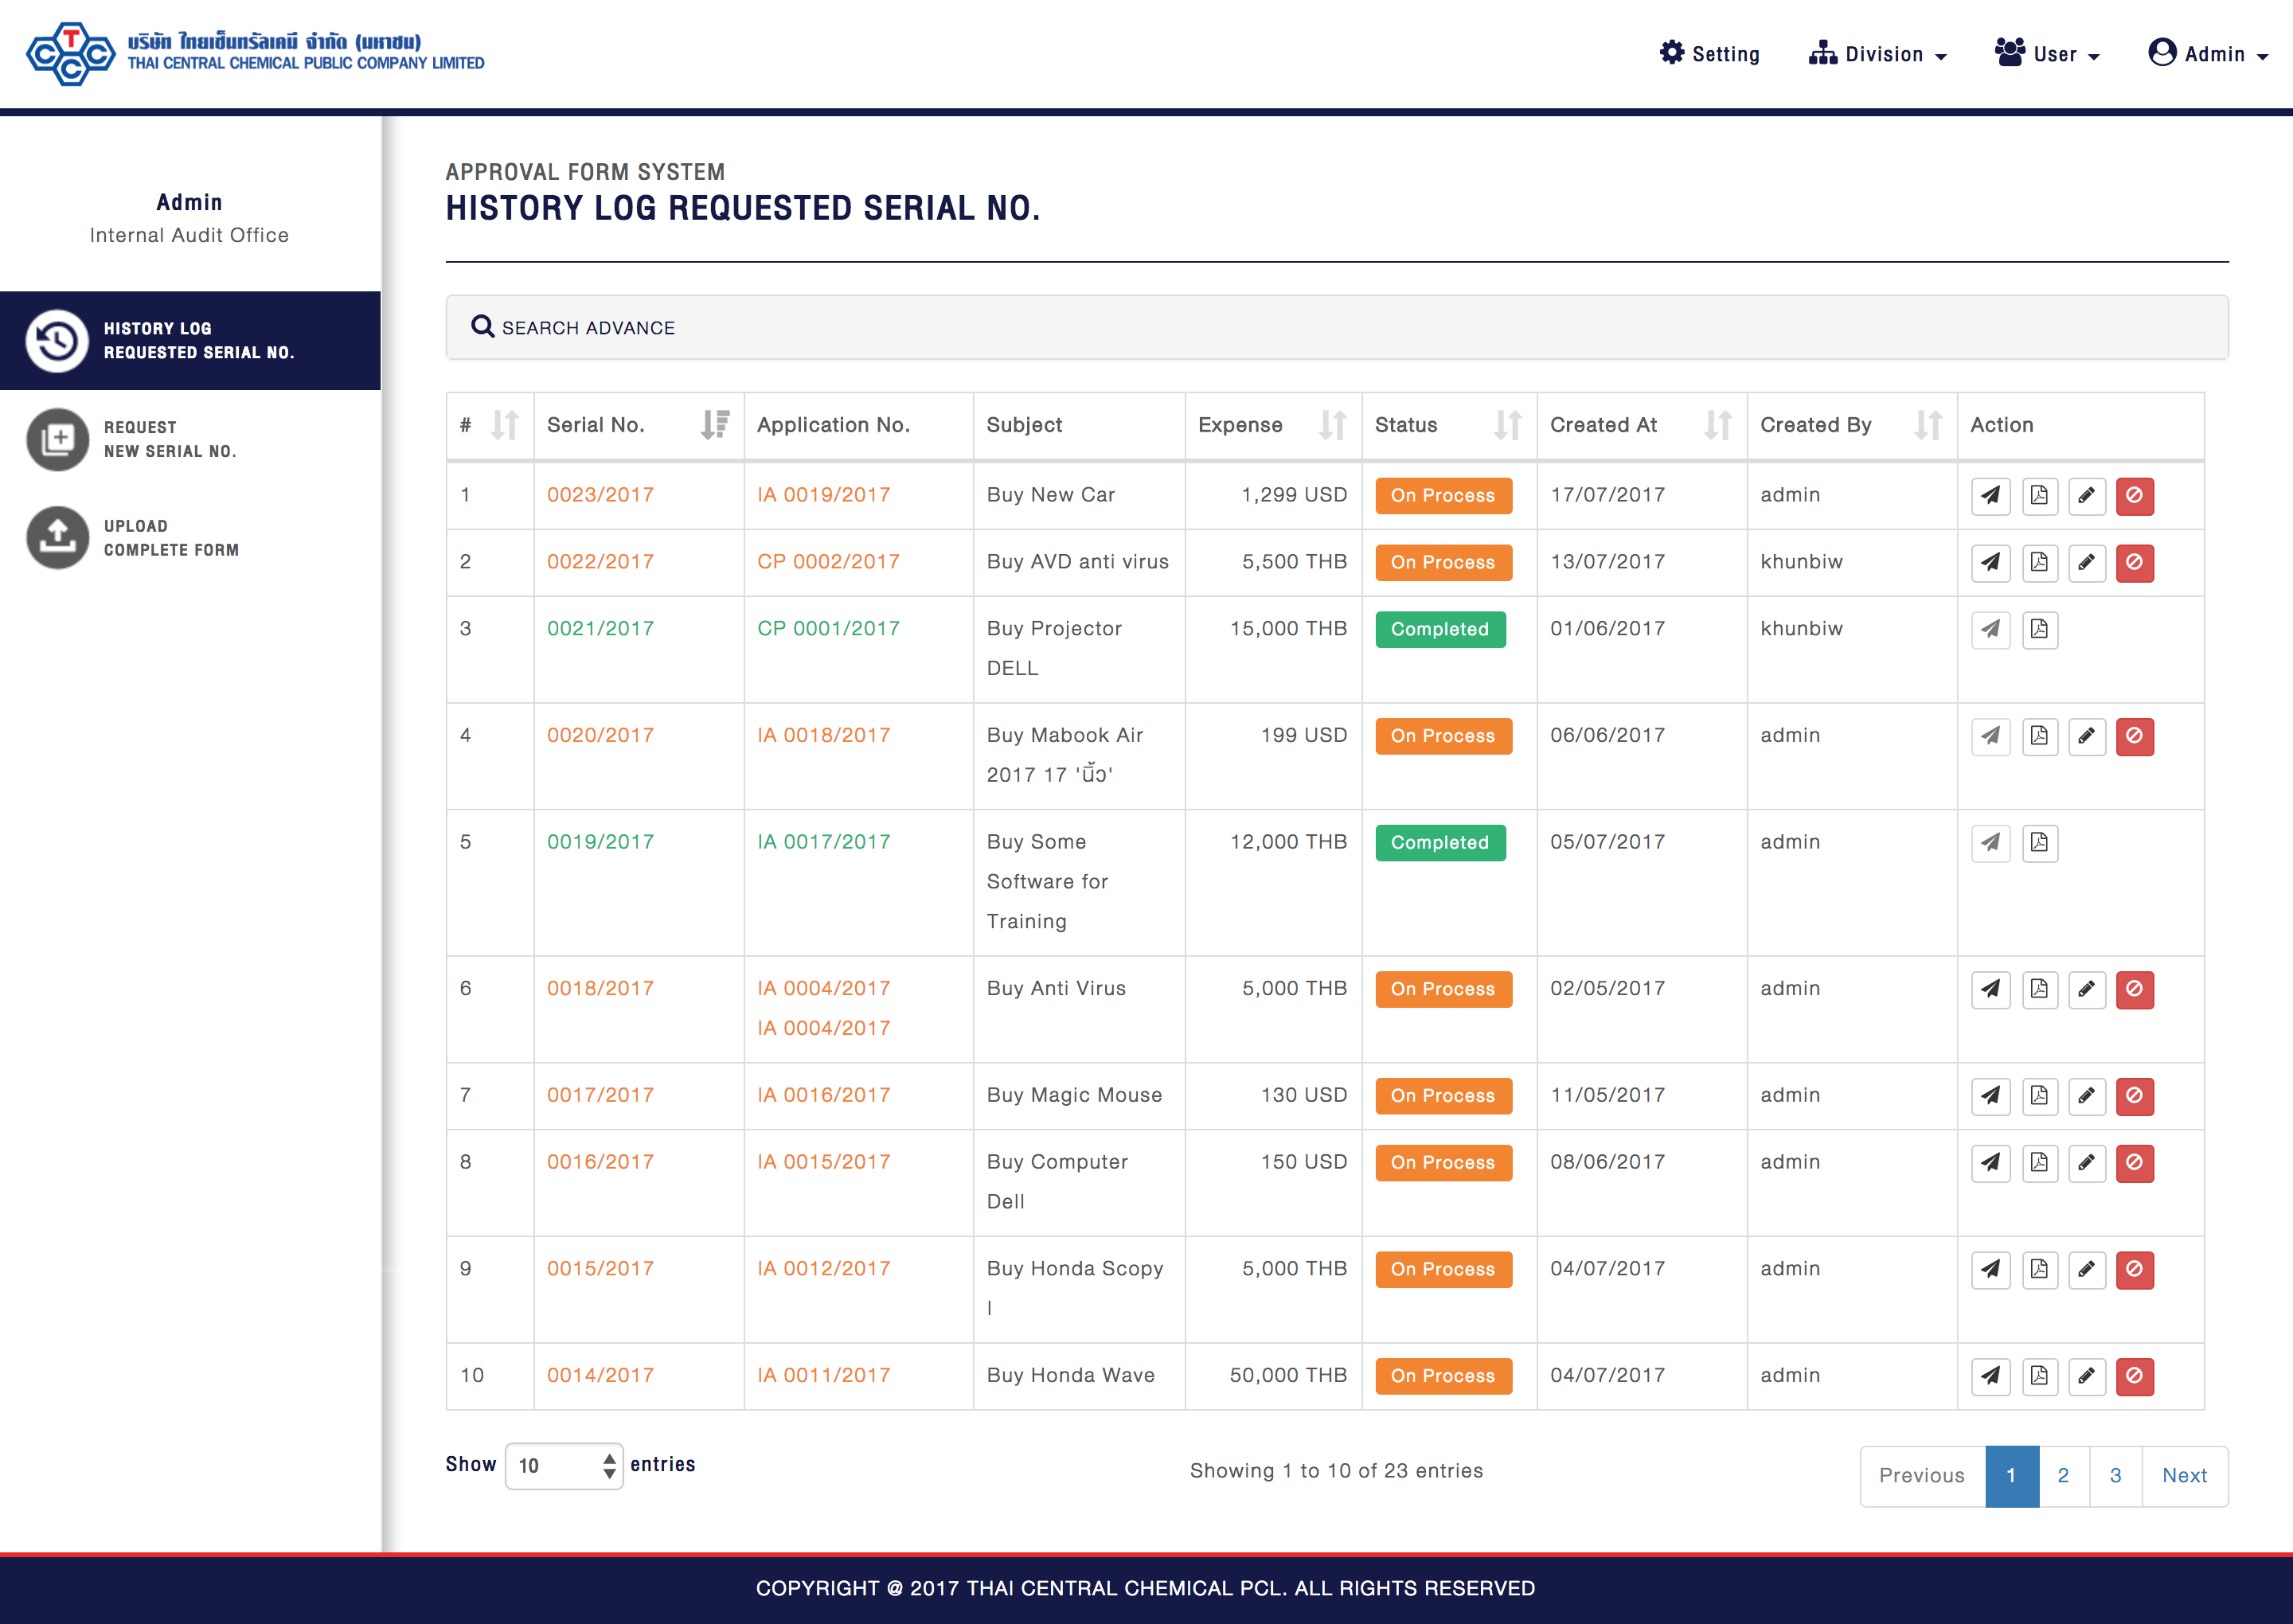 บริษัท ไทยเซ็นทรัลเคมี จำกัด (มหาชน)
THAI CENTRAL CHEMICAL PUBLIC COMPANY LIMITED
T
C C
C
Setting Division User Admin
Admin
Internal Audit Office
HISTORY LOG
REQUESTED SERIAL NO.
REQUEST
NEW SERIAL NO.
UPLOAD
COMPLETE FORM
APPROVAL FORM SYSTEM
HISTORY LOG REQUESTED SERIAL NO.
SEARCH ADVANCE
# Serial No. Application No. Subject Expense Status Created At Created By Action
1 0023/2017 IA 0019/2017 Buy New Car 1,299 USD On Process 17/07/2017 admin
2 0022/2017 CP 0002/2017 Buy AVD anti virus 5,500 THB On Process 13/07/2017 khunbiw
3 0021/2017 CP 0001/2017 Buy Projector 15,000 THB Completed 01/06/2017 khunbiw
DELL
4 0020/2017 IA 0018/2017 Buy Mabook Air 199 USD On Process 06/06/2017 admin
2017 17 'นิ้ว'
5 0019/2017 IA 0017/2017 Buy Some 12,000 THB Completed 05/07/2017 admin
Software for
Training
6 0018/2017 IA 0004/2017 Buy Anti Virus 5,000 THB On Process 02/05/2017 admin
IA 0004/2017
7 0017/2017 IA 0016/2017 Buy Magic Mouse 130 USD On Process 11/05/2017 admin
8 0016/2017 IA 0015/2017 Buy Computer 150 USD On Process 08/06/2017 admin
Dell
9 0015/2017 IA 0012/2017 Buy Honda Scopy 5,000 THB On Process 04/07/2017 admin
I
10 0014/2017 IA 0011/2017 Buy Honda Wave 50,000 THB On Process 04/07/2017 admin
Show 10 entries Showing 1 to 10 of 23 entries Previous 1 2 3 Next
COPYRIGHT @ 2017 THAI CENTRAL CHEMICAL PCL. ALL RIGHTS RESERVED